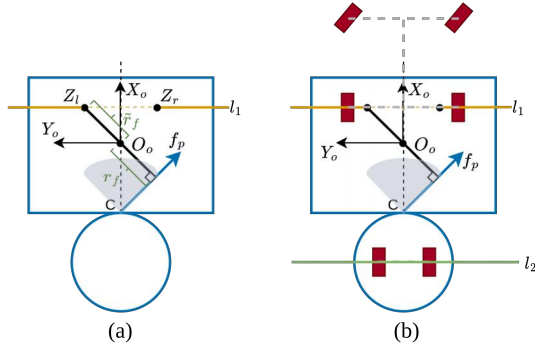 Z_l Z_r X_o l_1
r̃_f
Y_o O_o f_p
r_f
C
(a)
X_o l_1
Y_o O_o f_p
C
l_2
(b)